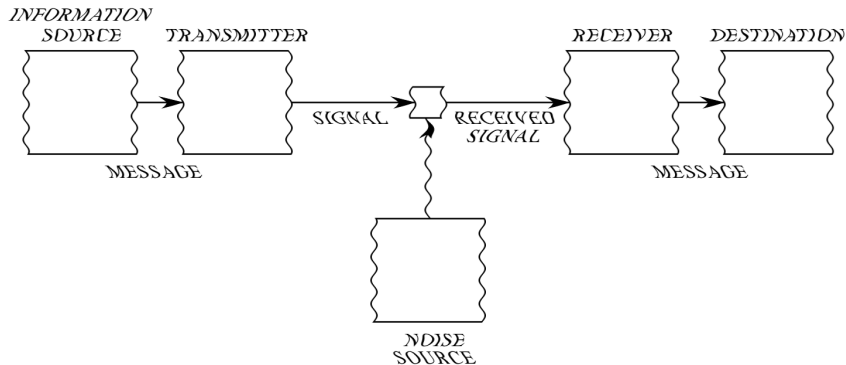 INFORMATION
SOURCE
TRANSMITTER
RECEIVER
DESTINATION
SIGNAL
RECEIVED
SIGNAL
MESSAGE
MESSAGE
NOISE
SOURCE